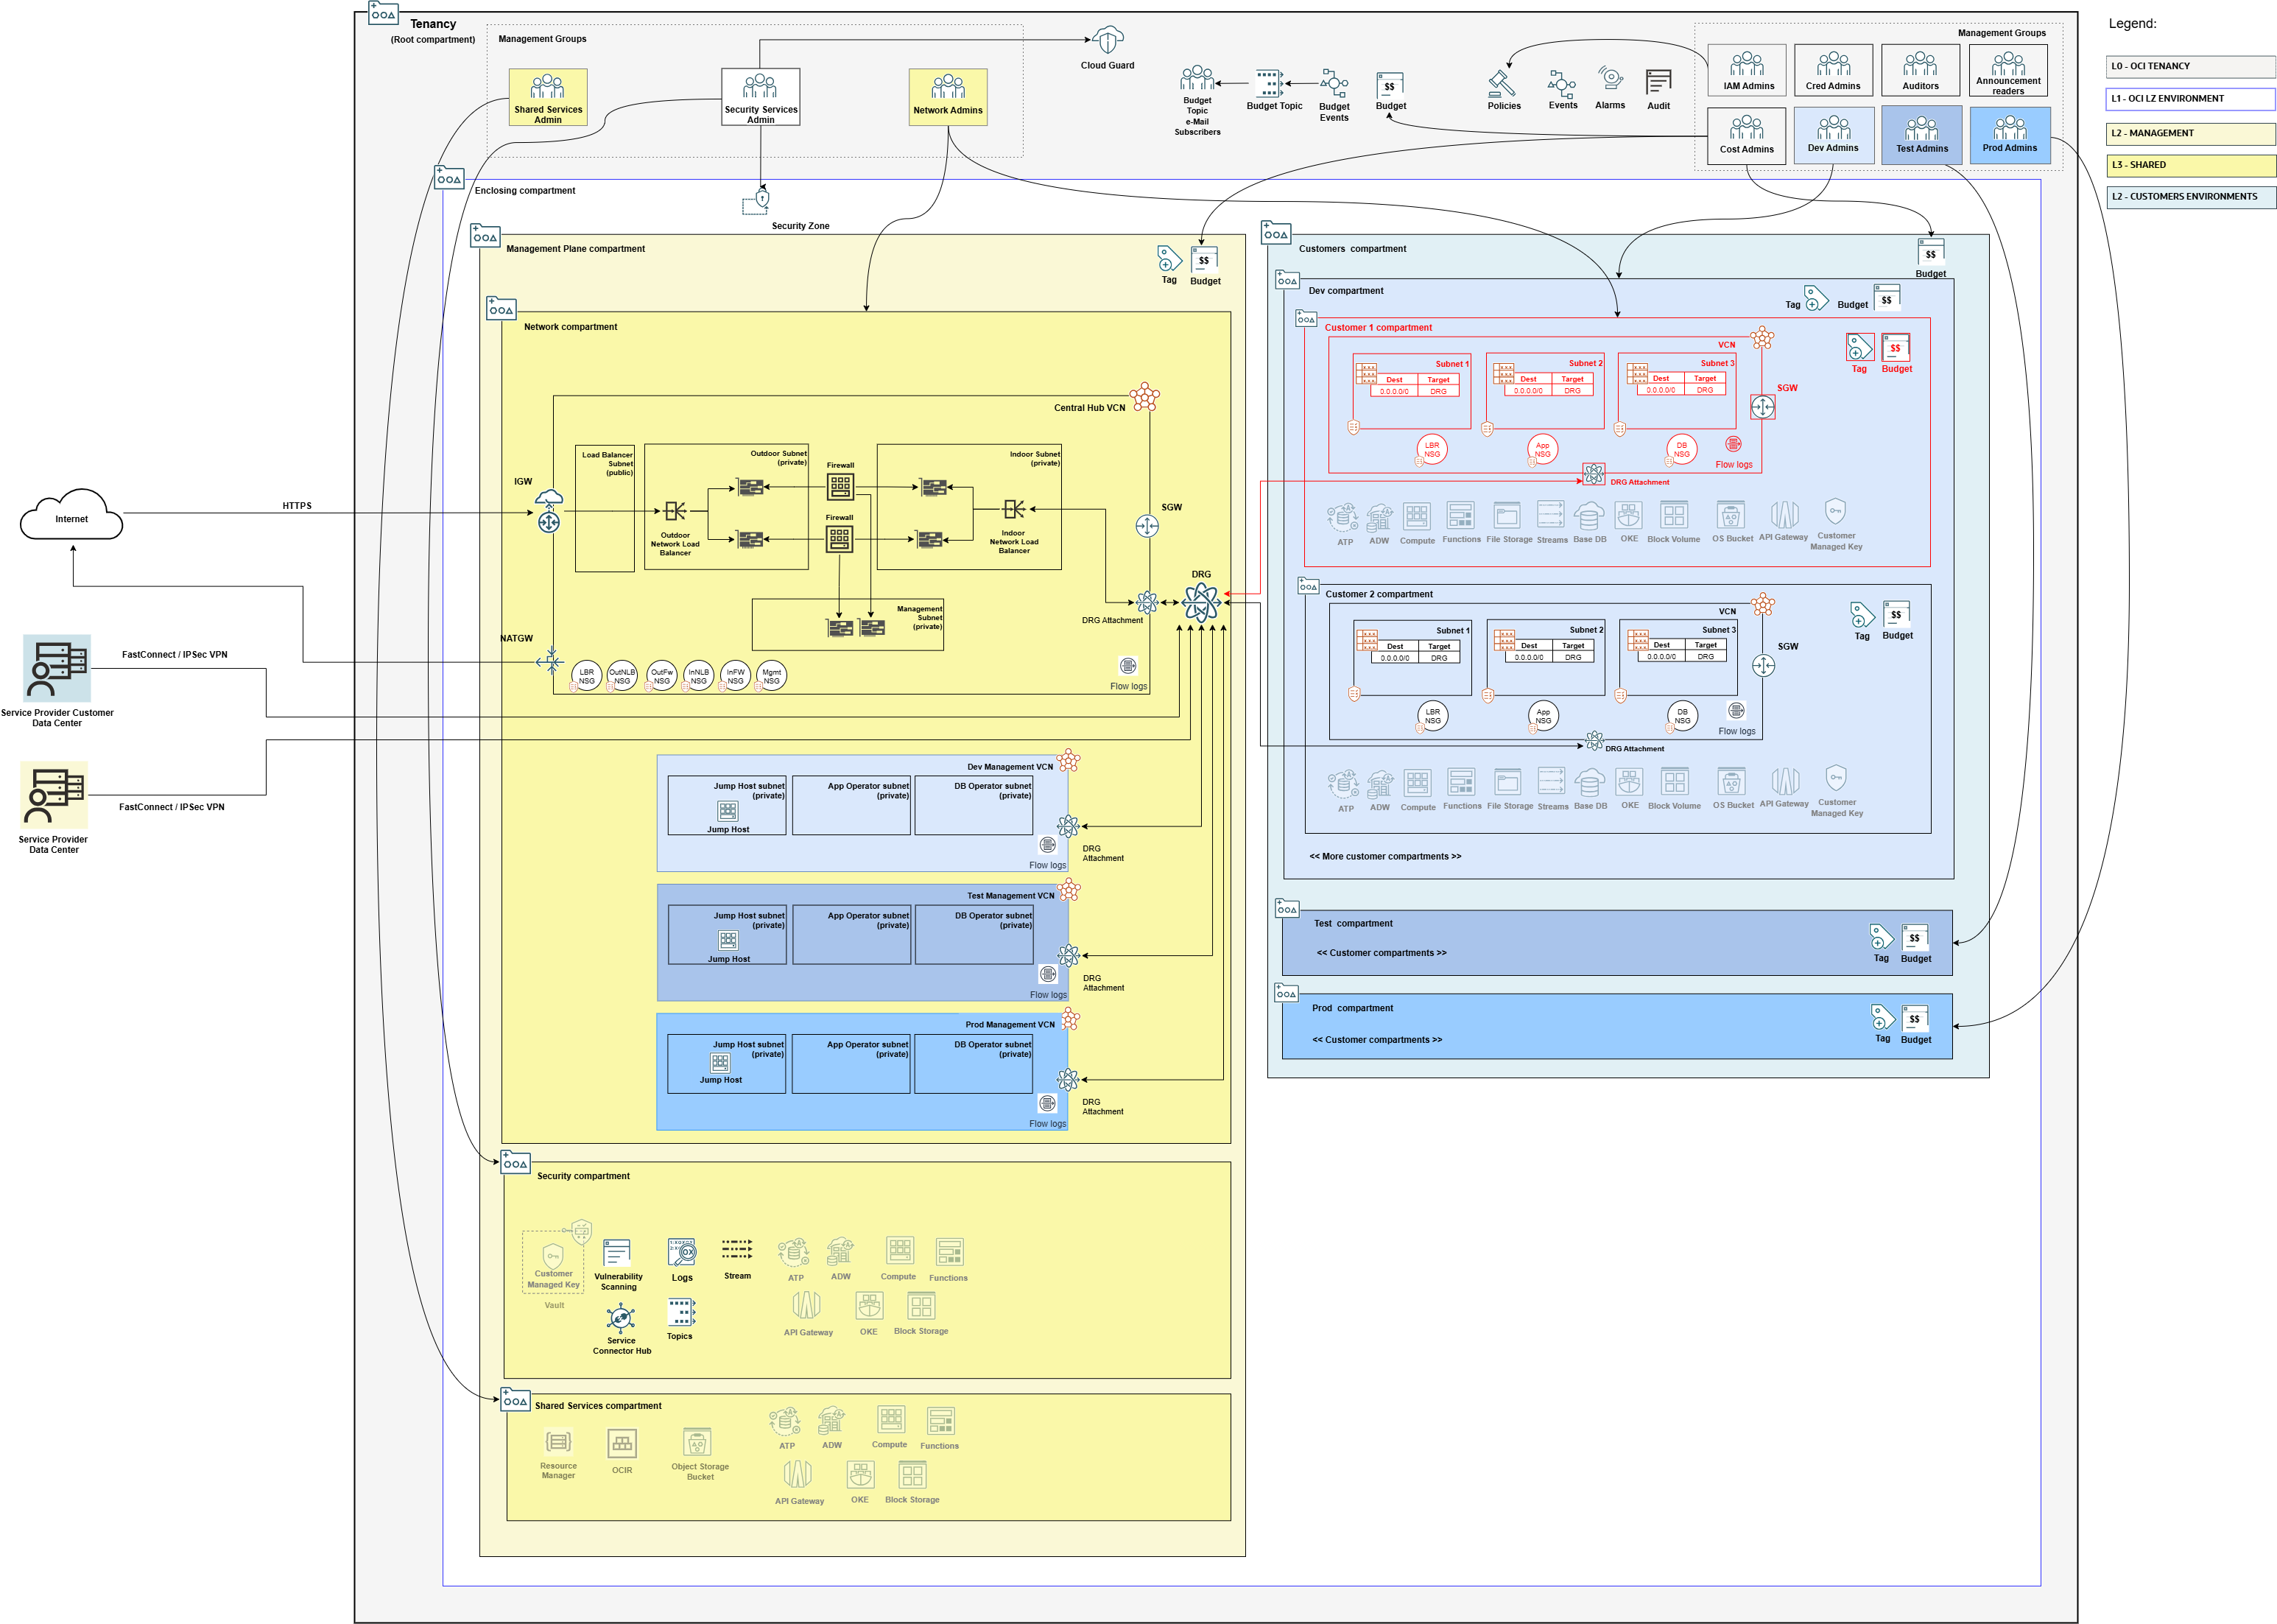 Tenancy
(Root compartment)
Management Groups
Shared Services
Admin
Security Services
Admin
Network Admins
Cloud Guard
Budget
Topic
e-Mail
Subscribers
Budget Topic
Budget
Events
$$
Budget
Policies
Events
Alarms
Audit
Management Groups
IAM Admins
Cred Admins
Auditors
Announcement
readers
Cost Admins
Dev Admins
Test Admins
Prod Admins
Legend:
L0 - OCI TENANCY
L1 - OCI LZ ENVIRONMENT
L2 - MANAGEMENT
L3 - SHARED
L2 - CUSTOMERS ENVIRONMENTS
Enclosing compartment
Security Zone
Management Plane compartment
Tag
$$
Budget
Network compartment
Central Hub VCN
IGW
Load Balancer
Subnet
(public)
Outdoor Subnet
(private)
Outdoor
Network Load
Balancer
Firewall
Firewall
Indoor Subnet
(private)
Indoor
Network Load
Balancer
SGW
Management
Subnet
(private)
DRG
DRG Attachment
NATGW
LBR
NSG
OutNLB
NSG
OutFw
NSG
InNLB
NSG
InFW
NSG
Mgmt
NSG
Flow logs
Internet
HTTPS
FastConnect / IPSec VPN
Service Provider Customer
Data Center
FastConnect / IPSec VPN
Service Provider
Data Center
Dev Management VCN
Jump Host subnet
(private)
Jump Host
App Operator subnet
(private)
DB Operator subnet
(private)
Flow logs
DRG
Attachment
Test Management VCN
Jump Host subnet
(private)
Jump Host
App Operator subnet
(private)
DB Operator subnet
(private)
Flow logs
DRG
Attachment
Prod Management VCN
Jump Host subnet
(private)
Jump Host
App Operator subnet
(private)
DB Operator subnet
(private)
Flow logs
DRG
Attachment
Security compartment
Customer
Managed Key
Vault
Vulnerability
Scanning
Logs
Stream
ATP
ADW
Compute
Functions
Service
Connector Hub
Topics
API Gateway
OKE
Block Storage
Shared Services compartment
Resource
Manager
OCIR
Object Storage
Bucket
ATP
ADW
Compute
Functions
API Gateway
OKE
Block Storage
Customers compartment
$$
Budget
Dev compartment
Tag
Budget
$$
Customer 1 compartment
VCN
Tag
$$
Budget
Subnet 1
Dest Target
0.0.0.0/0 DRG
Subnet 2
Dest Target
0.0.0.0/0 DRG
Subnet 3
Dest Target
0.0.0.0/0 DRG
SGW
LBR
NSG
App
NSG
DB
NSG
Flow logs
DRG Attachment
ATP
ADW
Compute
Functions
File Storage
Streams
Base DB
OKE
Block Volume
OS Bucket
API Gateway
Customer
Managed Key
Customer 2 compartment
VCN
Tag
$$
Budget
Subnet 1
Dest Target
0.0.0.0/0 DRG
Subnet 2
Dest Target
0.0.0.0/0 DRG
Subnet 3
Dest Target
0.0.0.0/0 DRG
SGW
LBR
NSG
App
NSG
DB
NSG
Flow logs
DRG Attachment
ATP
ADW
Compute
Functions
File Storage
Streams
Base DB
OKE
Block Volume
OS Bucket
API Gateway
Customer
Managed Key
<< More customer compartments >>
Test compartment
<< Customer compartments >>
Tag
$$
Budget
Prod compartment
<< Customer compartments >>
Tag
$$
Budget